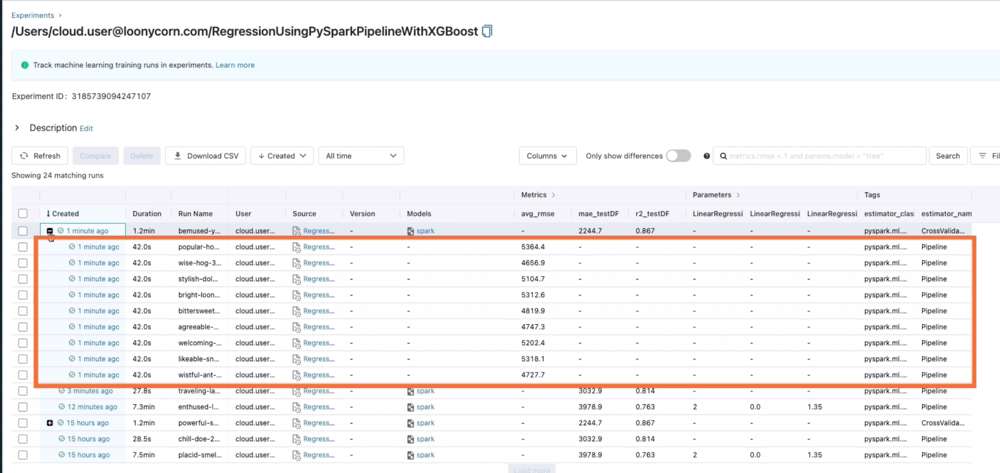 Experiments >
/Users/cloud.user@loonycorn.com/RegressionUsingPySparkPipelineWithXGBoost
Track machine learning training runs in experiments. Learn more
Experiment ID: 3185739094247107
> Description Edit
Refresh Compare Delete Download CSV ↓ Created All time Columns Only show differences ? metrics.rmse < 1 and params.model = "tree" Search Fil
Showing 24 matching runs
Metrics > Parameters > Tags
↓ Created Duration Run Name User Source Version Models avg_rmse mae_testDF r2_testDF LinearRegressi LinearRegressi LinearRegressi estimator_clas estimator_nam
1 minute ago 1.2min bemused-y... cloud.user... Regress... - spark - 2244.7 0.867 - - - pyspark.ml.... CrossValida...
1 minute ago 42.0s popular-ho... cloud.user... Regress... - - 5364.4 - - - - - pyspark.ml.... Pipeline
1 minute ago 42.0s wise-hog-3... cloud.user... Regress... - - 4656.9 - - - - - pyspark.ml.... Pipeline
1 minute ago 42.0s stylish-dol... cloud.user... Regress... - - 5104.7 - - - - - pyspark.ml.... Pipeline
1 minute ago 42.0s bright-loon... cloud.user... Regress... - - 5312.6 - - - - - pyspark.ml.... Pipeline
1 minute ago 42.0s bittersweet... cloud.user... Regress... - - 4819.9 - - - - - pyspark.ml.... Pipeline
1 minute ago 42.0s agreeable-... cloud.user... Regress... - - 4747.3 - - - - - pyspark.ml.... Pipeline
1 minute ago 42.0s welcoming-... cloud.user... Regress... - - 5202.4 - - - - - pyspark.ml.... Pipeline
1 minute ago 42.0s likeable-sn... cloud.user... Regress... - - 5318.1 - - - - - pyspark.ml.... Pipeline
1 minute ago 42.0s wistful-ant-... cloud.user... Regress... - - 4727.7 - - - - - pyspark.ml.... Pipeline
3 minutes ago 27.8s traveling-la... cloud.user... Regress... - spark - 3032.9 0.814 - - - pyspark.ml.... Pipeline
12 minutes ago 7.3min enthused-l... cloud.user... Regress... - spark - 3978.9 0.763 2 0.0 1.35 pyspark.ml.... Pipeline
15 hours ago 1.2min powerful-s... cloud.user... Regress... - spark - 2244.7 0.867 - - - pyspark.ml.... CrossValida...
15 hours ago 28.5s chill-doe-2... cloud.user... Regress... - spark - 3032.9 0.814 - - - pyspark.ml.... Pipeline
15 hours ago 7.5min placid-smel... cloud.user... Regress... - spark - 3978.9 0.763 2 0.0 1.35 pyspark.ml.... Pipeline
Load more